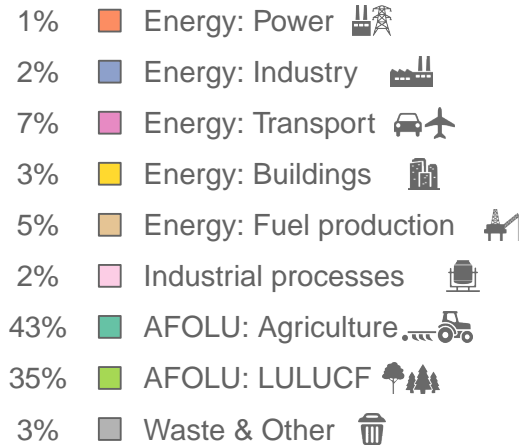 1% Energy: Power
2% Energy: Industry
7% Energy: Transport
3% Energy: Buildings
5% Energy: Fuel production
2% Industrial processes
43% AFOLU: Agriculture
35% AFOLU: LULUCF
3% Waste & Other